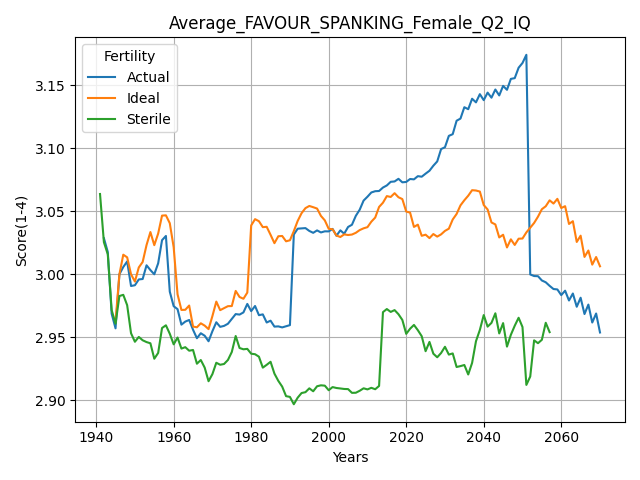 Average_FAVOUR_SPANKING_Female_Q2_IQ
Fertility
Actual
Ideal
Sterile
Score(1-4)
3.15
3.10
3.05
3.00
2.95
2.90
1940 1960 1980 2000 2020 2040 2060
Years